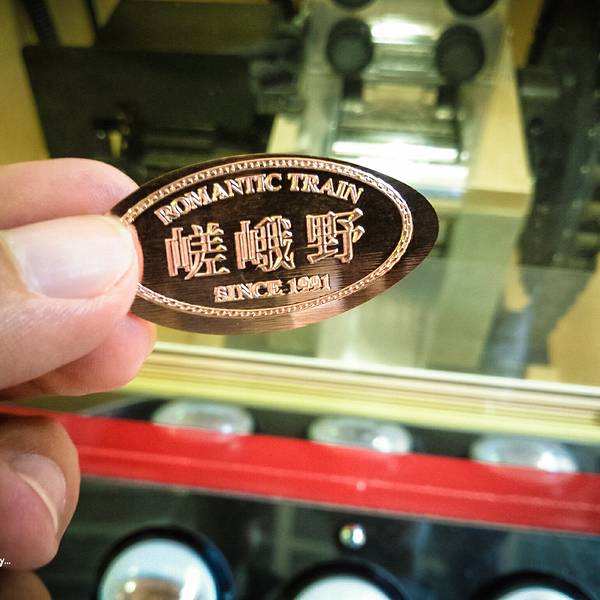 ROMANTIC TRAIN
嵯峨野
SINCE 1991
y...